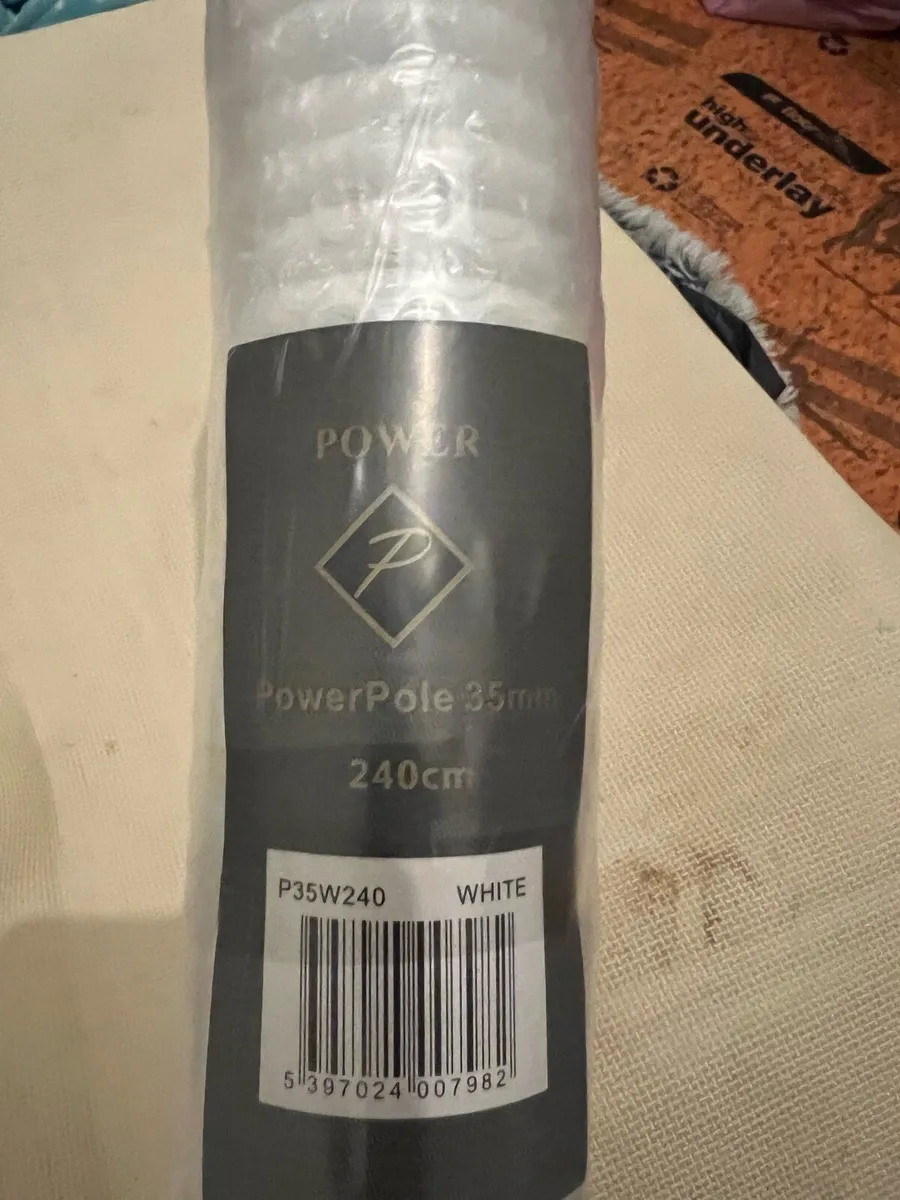 high
underlay
POWER
P
PowerPole 35mm
240cm
P35W240 WHITE
5 397024 007982